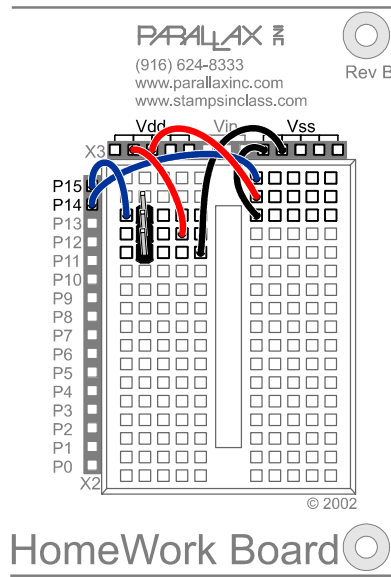 PARALLAX INC
(916) 624-8333
Rev B
www.parallaxinc.com
www.stampsinclass.com
Vdd Vin Vss
X3
P15
P14
P13
P12
P11
P10
P9
P8
P7
P6
P5
P4
P3
P2
P1
P0
X2
© 2002
HomeWork Board